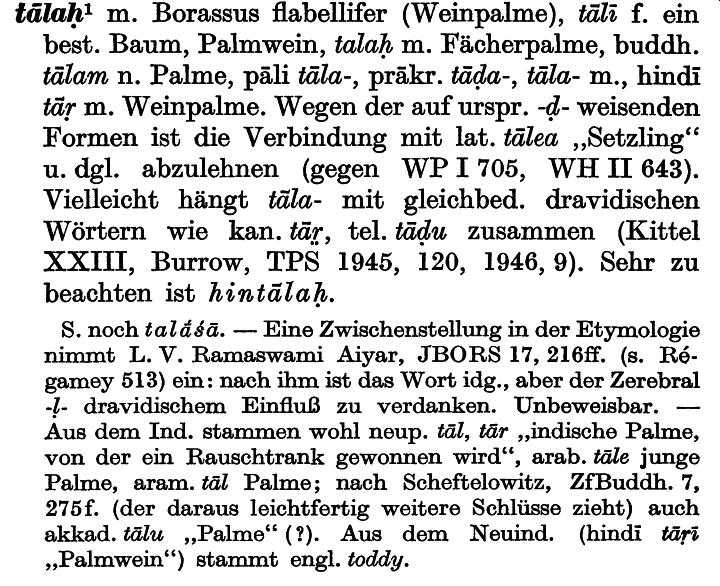 tālaḥ¹ m. Borassus flabellifer (Weinpalme), tālī f. ein
best. Baum, Palmwein, talaḥ m. Fächerpalme, buddh.
tālam n. Palme, pāli tāla-, prākr. tāḍa-, tāla- m., hindī
tāṛ m. Weinpalme. Wegen der auf urspr. -ḍ- weisenden
Formen ist die Verbindung mit lat. tālea „Setzling“
u. dgl. abzulehnen (gegen WP I 705, WH II 643).
Vielleicht hängt tāla- mit gleichbed. dravidischen
Wörtern wie kan. tāṟ̤, tel. tāḍu zusammen (Kittel
XXIII, Burrow, TPS 1945, 120, 1946, 9). Sehr zu
beachten ist hintālaḥ.
S. noch talā́śā. — Eine Zwischenstellung in der Etymologie
nimmt L. V. Ramaswami Aiyar, JBORS 17, 216ff. (s. Ré-
gamey 513) ein: nach ihm ist das Wort idg., aber der Zerebral
-ḷ- dravidischem Einfluß zu verdanken. Unbeweisbar. —
Aus dem Ind. stammen wohl neup. tāl, tār „indische Palme,
von der ein Rauschtrank gewonnen wird“, arab. tāle junge
Palme, aram. tāl Palme; nach Scheftelowitz, ZfBuddh. 7,
275f. (der daraus leichtfertig weitere Schlüsse zieht) auch
akkad. tālu „Palme“ (?). Aus dem Neuind. (hindī tāṛī
„Palmwein“) stammt engl. toddy.